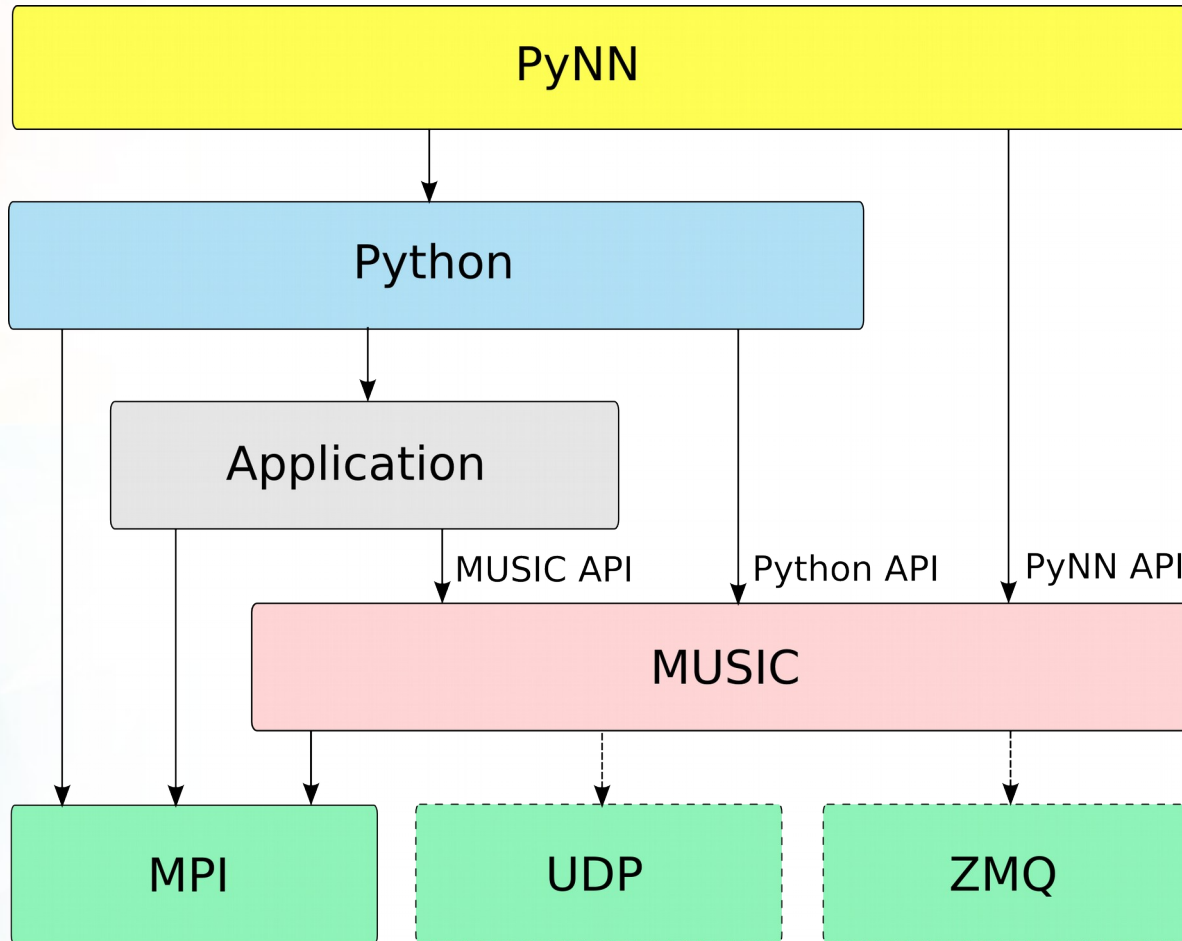 PyNN
Python
Application
MUSIC API
Python API
PyNN API
MUSIC
MPI
UDP
ZMQ